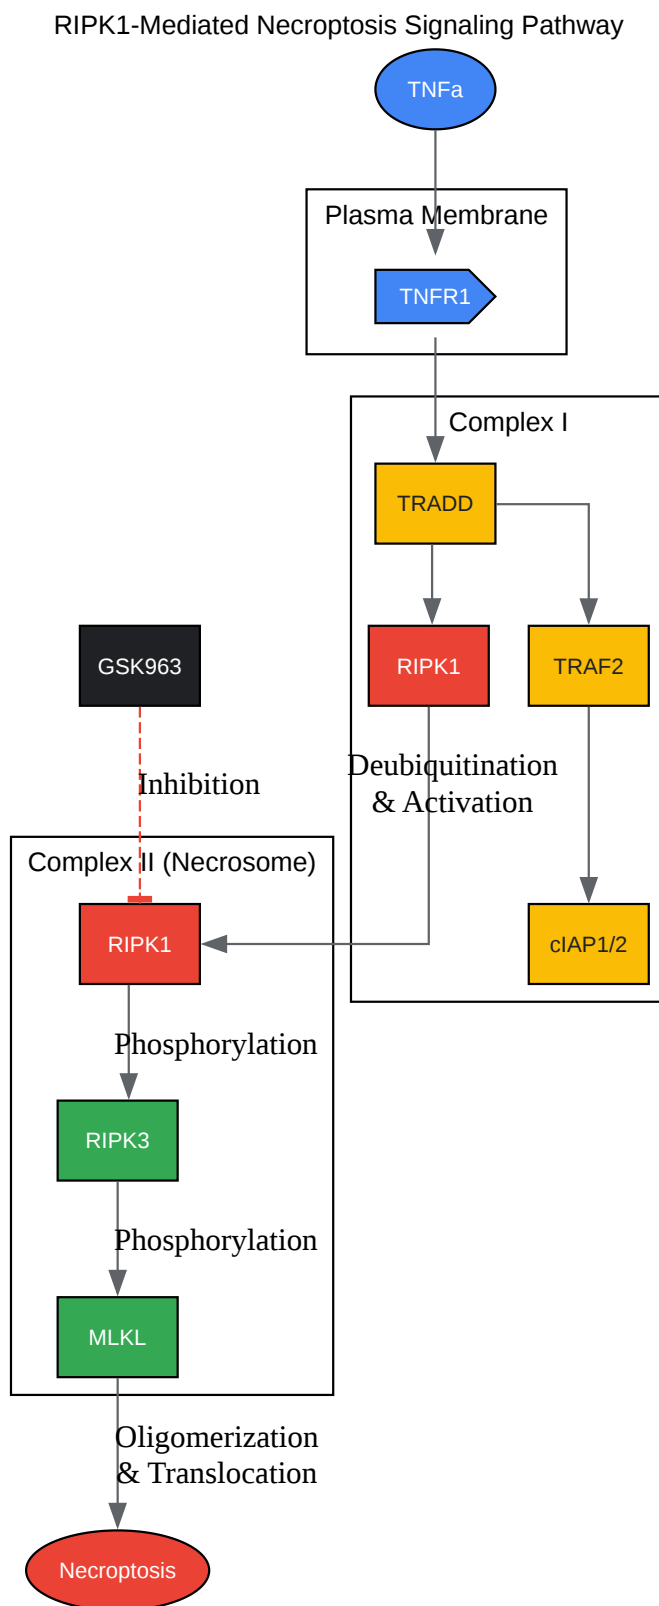 RIPK1-Mediated Necroptosis Signaling Pathway
TNFa
Plasma Membrane
TNFR1
Complex I
TRADD
GSK963
RIPK1
TRAF2
Inhibition
Deubiquitination
& Activation
Complex II (Necrosome)
RIPK1
cIAP1/2
Phosphorylation
RIPK3
Phosphorylation
MLKL
Oligomerization
& Translocation
Necroptosis